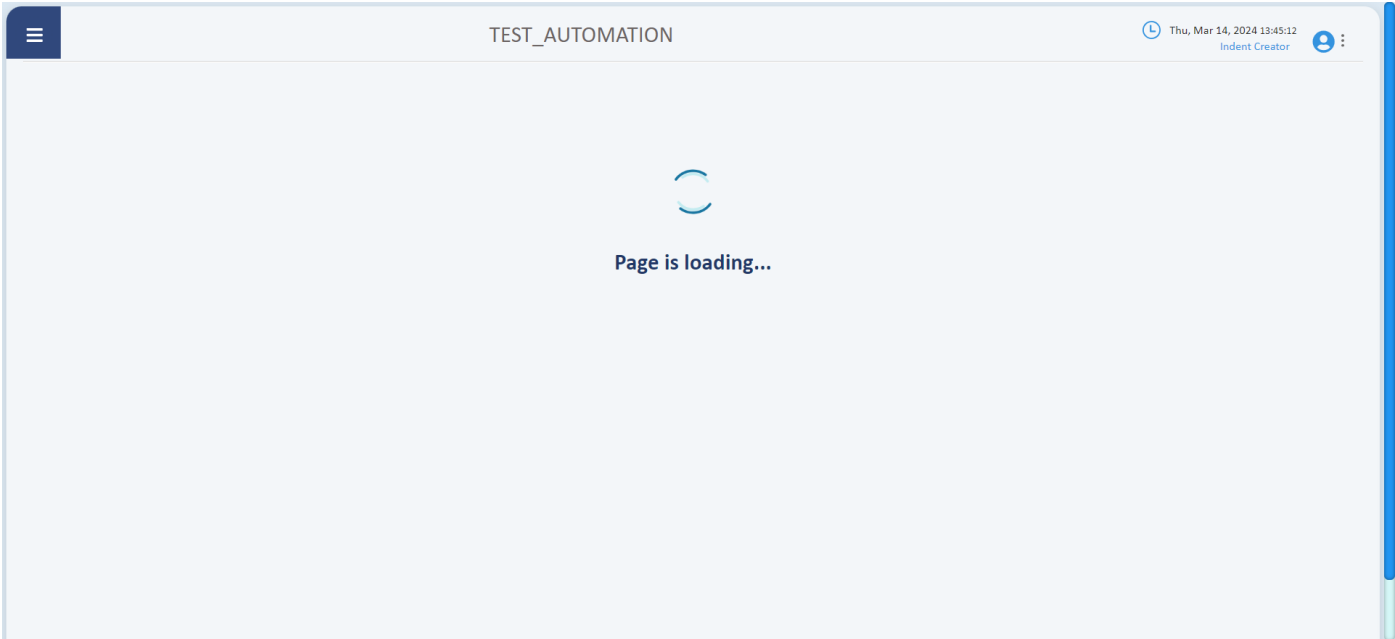 TEST_AUTOMATION
Thu, Mar 14, 2024 13:45:12
Indent Creator
Page is loading...